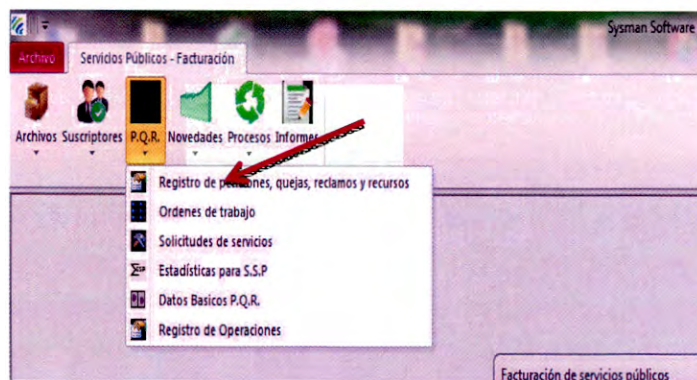 Sysman Software
Archivo Servicios Públicos - Facturación
Archivos Suscriptores P.Q.R. Novedades Procesos Informes
Registro de peticiones, quejas, reclamos y recursos
Ordenes de trabajo
Solicitudes de servicios
Estadísticas para S.S.P
Datos Basicos P.Q.R.
Registro de Operaciones
Facturación de servicios públicos